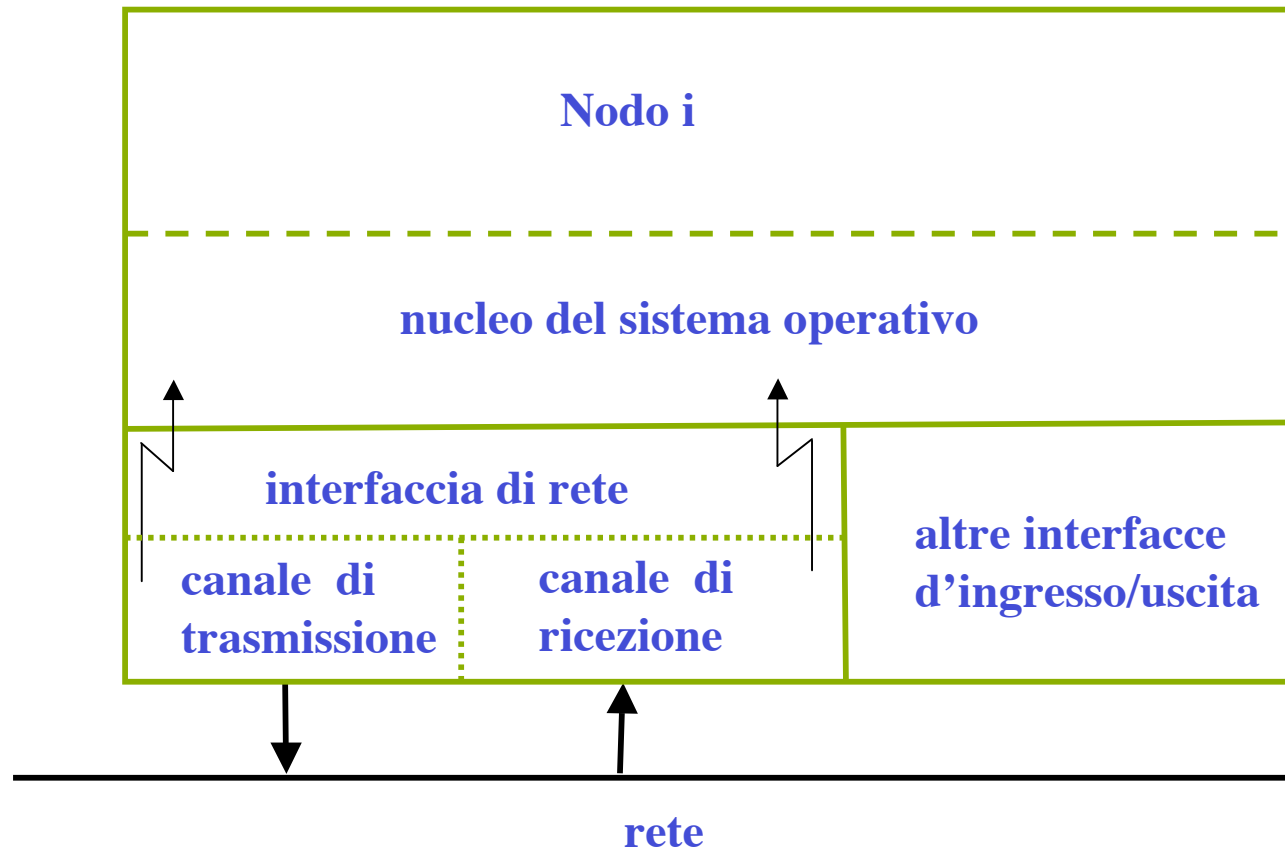 Nodo i
nucleo del sistema operativo
interfaccia di rete
canale di
trasmissione
canale di
ricezione
altre interfacce
d’ingresso/uscita
rete